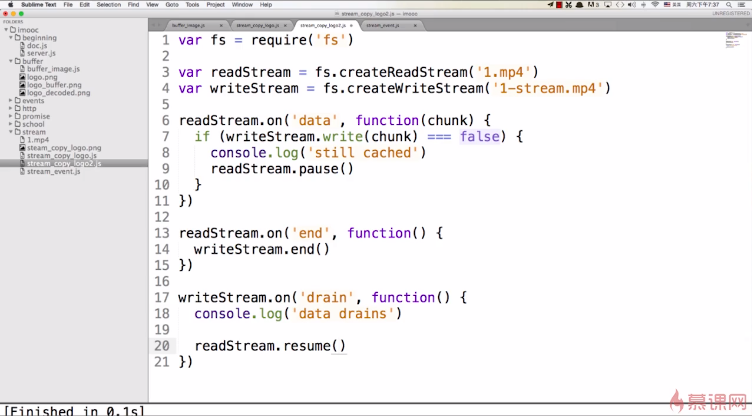 Sublime Text File Edit Selection Find View Goto Tools Project Window Help
周六下午7:37
stream_copy_logo2.js — imooc
UNREGISTERED
FOLDERS
imooc
beginning
doc.js
server.js
buffer
buffer_image.js
logo.png
logo_buffer.png
logo_decoded.png
events
http
promise
school
stream
1.mp4
steam_copy_logo.png
stream_copy_logo.js
stream_copy_logo2.js
stream_event.js
buffer_image.js stream_copy_logo.js stream_copy_logo2.js stream_event.js
1 var fs = require('fs')
2
3 var readStream = fs.createReadStream('1.mp4')
4 var writeStream = fs.createWriteStream('1-stream.mp4')
5
6 readStream.on('data', function(chunk) {
7 if (writeStream.write(chunk) === false) {
8 console.log('still cached')
9 readStream.pause()
10 }
11 })
12
13 readStream.on('end', function() {
14 writeStream.end()
15 })
16
17 writeStream.on('drain', function() {
18 console.log('data drains')
19
20 readStream.resume()
21 })
[Finished in 0.1s]
慕课网